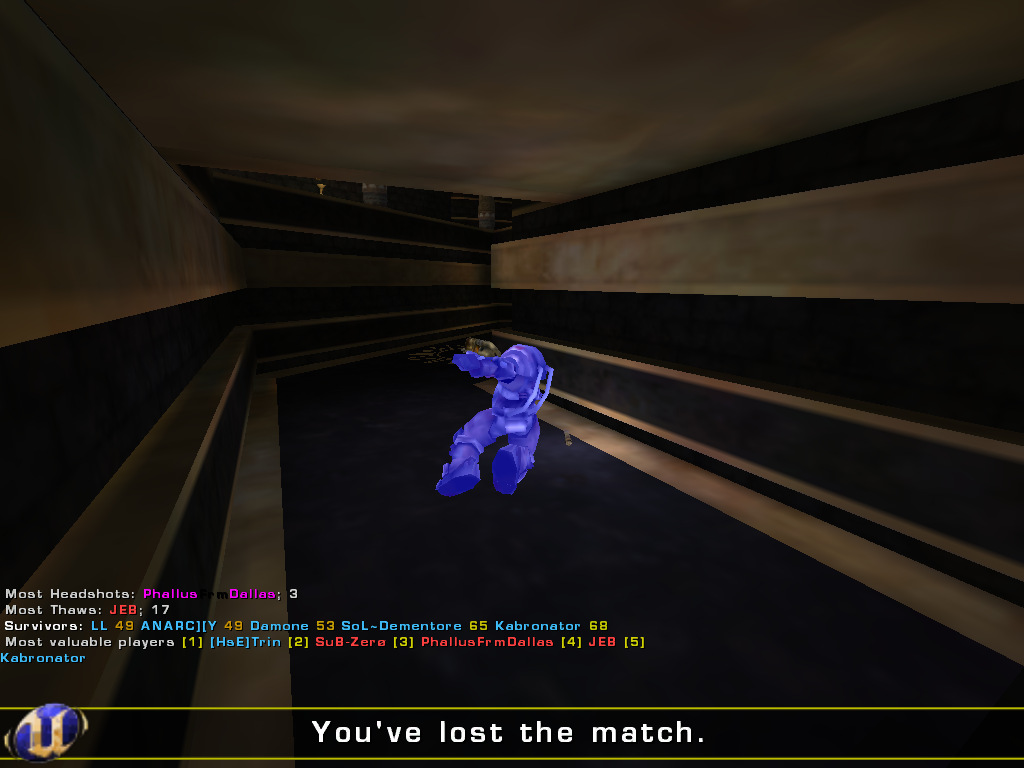 Most Headshots: PhallusFrmDallas; 3
Most Thaws: JEB; 17
Survivors: LL 49 ANARC][Y 49 Damone 53 SoL~Dementore 65 Kabronator 68
Most valuable players [1] [HsE]Trin [2] SuB-Zero [3] PhallusFrmDallas [4] JEB [5]
Kabronator
You've lost the match.